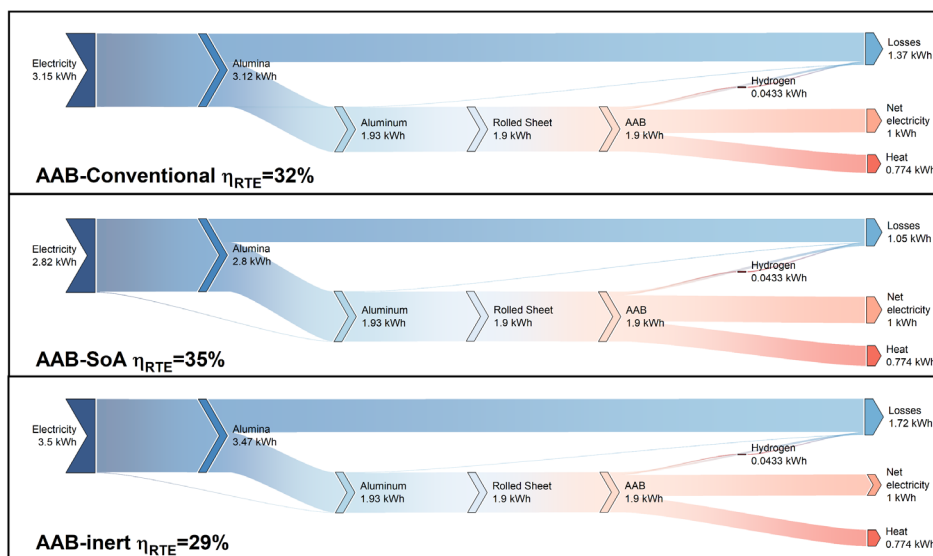 Electricity
3.15 kWh
Alumina
3.12 kWh
Losses
1.37 kWh
Hydrogen
0.0433 kWh
Aluminum
1.93 kWh
Rolled Sheet
1.9 kWh
AAB
1.9 kWh
Net
electricity
1 kWh
Heat
0.774 kWh
AAB-Conventional ηRTE=32%
Electricity
2.82 kWh
Alumina
2.8 kWh
Losses
1.05 kWh
Hydrogen
0.0433 kWh
Aluminum
1.93 kWh
Rolled Sheet
1.9 kWh
AAB
1.9 kWh
Net
electricity
1 kWh
Heat
0.774 kWh
AAB-SoA ηRTE=35%
Electricity
3.5 kWh
Alumina
3.47 kWh
Losses
1.72 kWh
Hydrogen
0.0433 kWh
Aluminum
1.93 kWh
Rolled Sheet
1.9 kWh
AAB
1.9 kWh
Net
electricity
1 kWh
Heat
0.774 kWh
AAB-inert ηRTE=29%